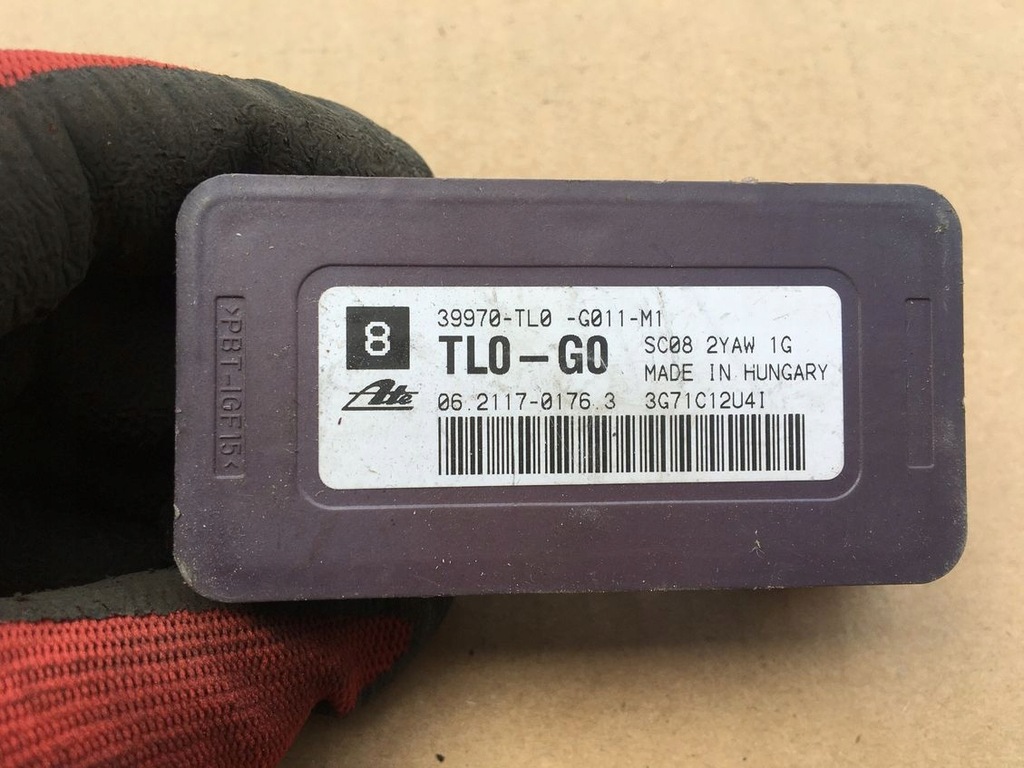 >PBT-IGF15<
8
39970-TL0 -G011-M1
TL0-G0
SC08 2YAW 1G
MADE IN HUNGARY
Ate
06.2117-0176.3 3G71C12U4I